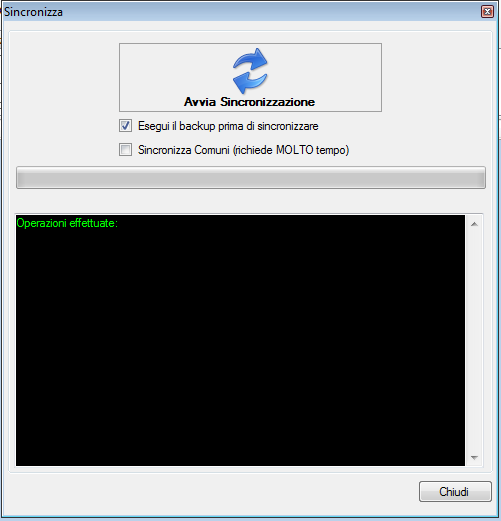 Sincronizza
Avvia Sincronizzazione
Esegui il backup prima di sincronizzare
Sincronizza Comuni (richiede MOLTO tempo)
Operazioni effettuate:
Chiudi